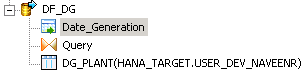 DF_DG
Date_Generation
Query
DG_PLANT(HANA_TARGET.USER_DEV_NAVEENR)